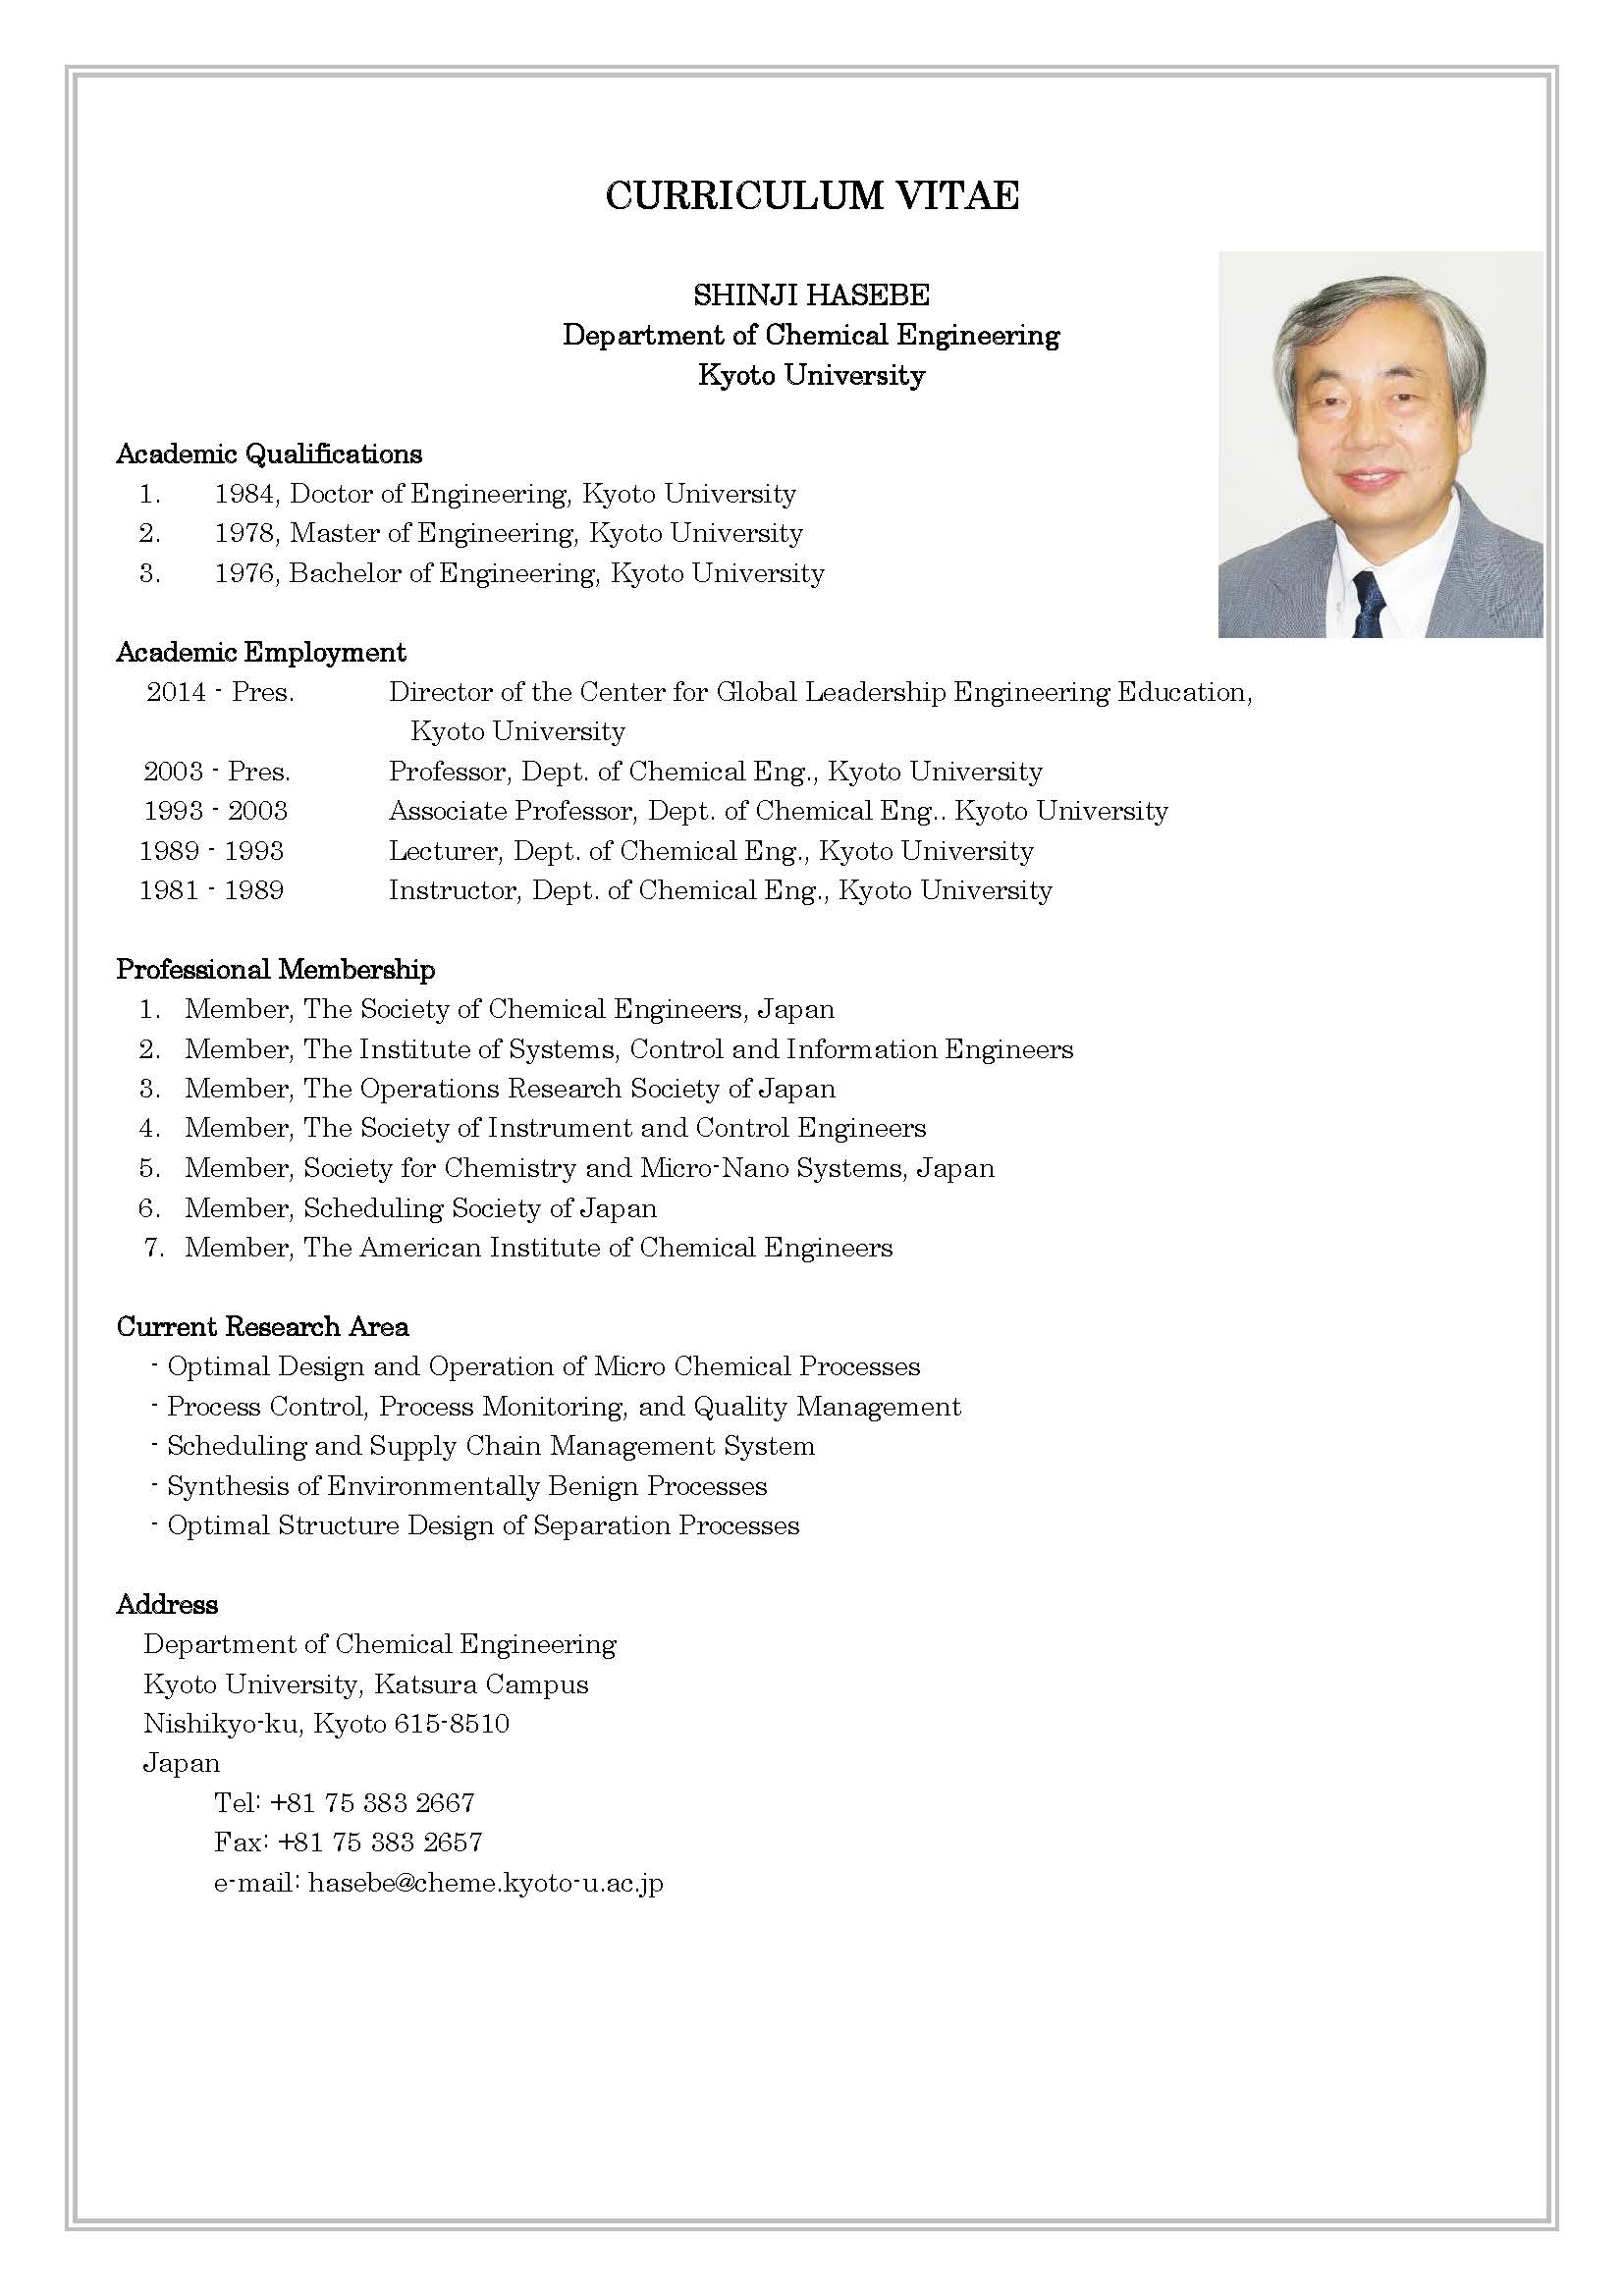 CURRICULUM VITAE
SHINJI HASEBE
Department of Chemical Engineering
Kyoto University
Academic Qualifications
1. 1984, Doctor of Engineering, Kyoto University
2. 1978, Master of Engineering, Kyoto University
3. 1976, Bachelor of Engineering, Kyoto University
Academic Employment
2014 - Pres. Director of the Center for Global Leadership Engineering Education,
Kyoto University
2003 - Pres. Professor, Dept. of Chemical Eng., Kyoto University
1993 - 2003 Associate Professor, Dept. of Chemical Eng.. Kyoto University
1989 - 1993 Lecturer, Dept. of Chemical Eng., Kyoto University
1981 - 1989 Instructor, Dept. of Chemical Eng., Kyoto University
Professional Membership
1. Member, The Society of Chemical Engineers, Japan
2. Member, The Institute of Systems, Control and Information Engineers
3. Member, The Operations Research Society of Japan
4. Member, The Society of Instrument and Control Engineers
5. Member, Society for Chemistry and Micro-Nano Systems, Japan
6. Member, Scheduling Society of Japan
7. Member, The American Institute of Chemical Engineers
Current Research Area
- Optimal Design and Operation of Micro Chemical Processes
- Process Control, Process Monitoring, and Quality Management
- Scheduling and Supply Chain Management System
- Synthesis of Environmentally Benign Processes
- Optimal Structure Design of Separation Processes
Address
Department of Chemical Engineering
Kyoto University, Katsura Campus
Nishikyo-ku, Kyoto 615-8510
Japan
Tel: +81 75 383 2667
Fax: +81 75 383 2657
e-mail: hasebe@cheme.kyoto-u.ac.jp